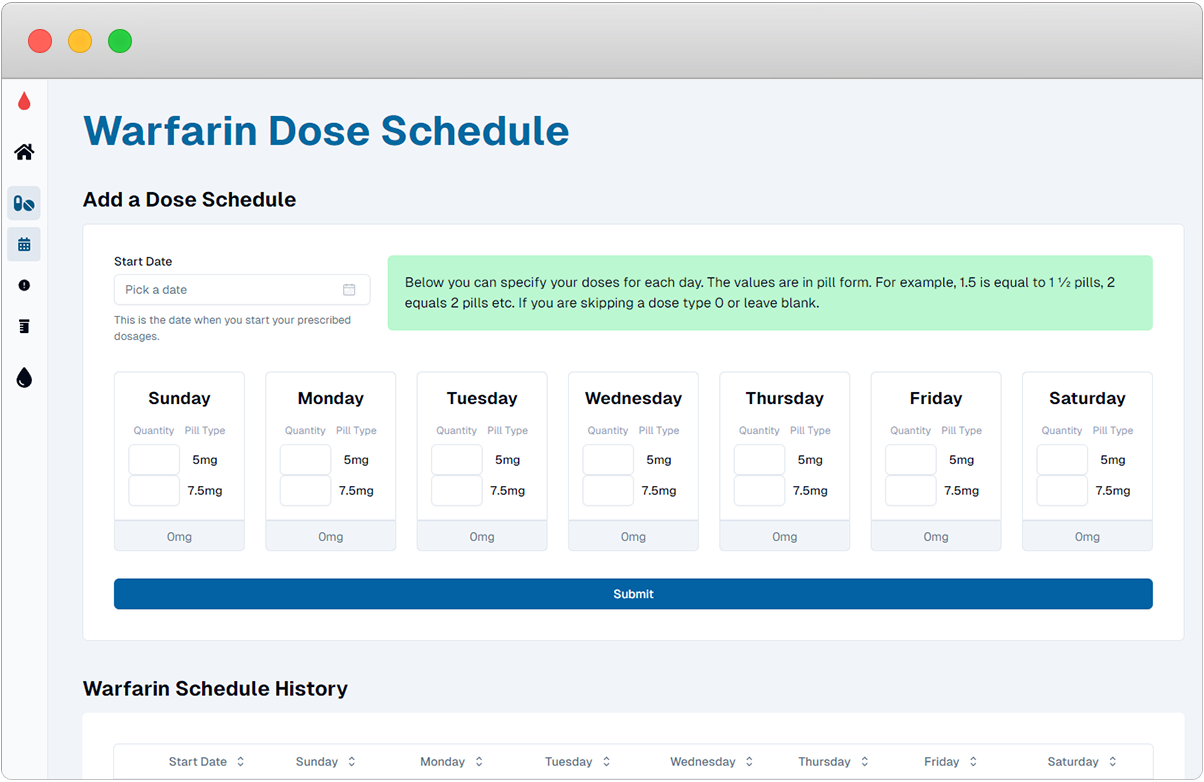 Warfarin Dose Schedule
Add a Dose Schedule
Start Date
Pick a date
This is the date when you start your prescribed
dosages.
Below you can specify your doses for each day. The values are in pill form. For example, 1.5 is equal to 1 ½ pills, 2
equals 2 pills etc. If you are skipping a dose type 0 or leave blank.
Sunday
Quantity Pill Type
5mg
7.5mg
0mg
Monday
Quantity Pill Type
5mg
7.5mg
0mg
Tuesday
Quantity Pill Type
5mg
7.5mg
0mg
Wednesday
Quantity Pill Type
5mg
7.5mg
0mg
Thursday
Quantity Pill Type
5mg
7.5mg
0mg
Friday
Quantity Pill Type
5mg
7.5mg
0mg
Saturday
Quantity Pill Type
5mg
7.5mg
0mg
Submit
Warfarin Schedule History
Start Date Sunday Monday Tuesday Wednesday Thursday Friday Saturday